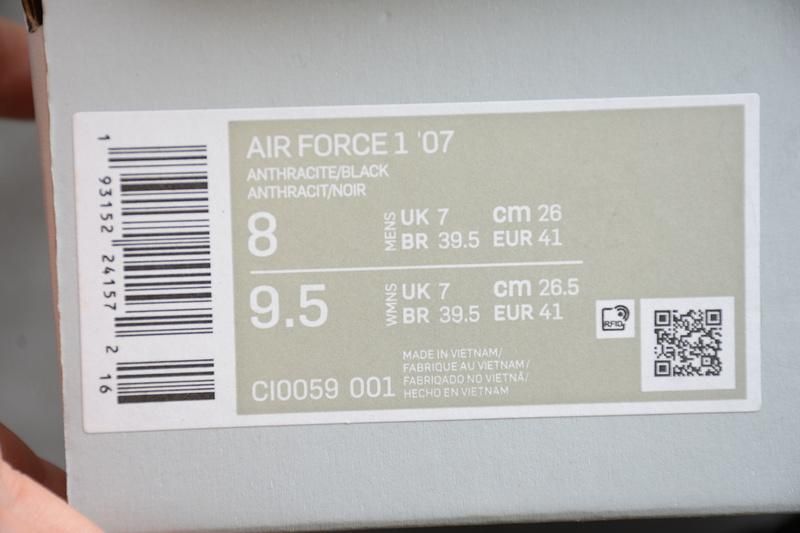 AIR FORCE 1 '07
ANTHRACITE/BLACK
ANTHRACIT/NOIR
8 MENS UK 7 cm 26
BR 39.5 EUR 41
9.5 WMNS UK 7 cm 26.5
BR 39.5 EUR 41
CI0059 001
MADE IN VIETNAM/
FABRIQUE AU VIETNAM/
FABRIQADO NO VIETNÃ/
HECHO EN VIETNAM
RFID
1 93152 24157 2 16